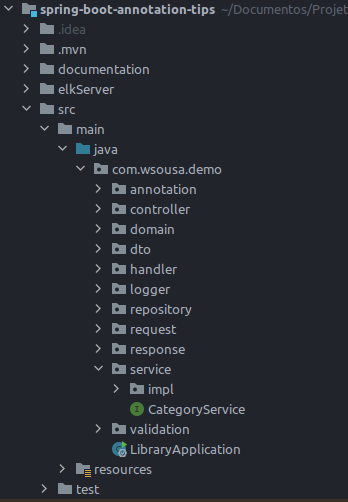 spring-boot-annotation-tips ~/Documentos/Projet
.idea
.mvn
documentation
elkServer
src
main
java
com.wsousa.demo
annotation
controller
domain
dto
handler
logger
repository
request
response
service
impl
I CategoryService
validation
LibraryApplication
resources
test